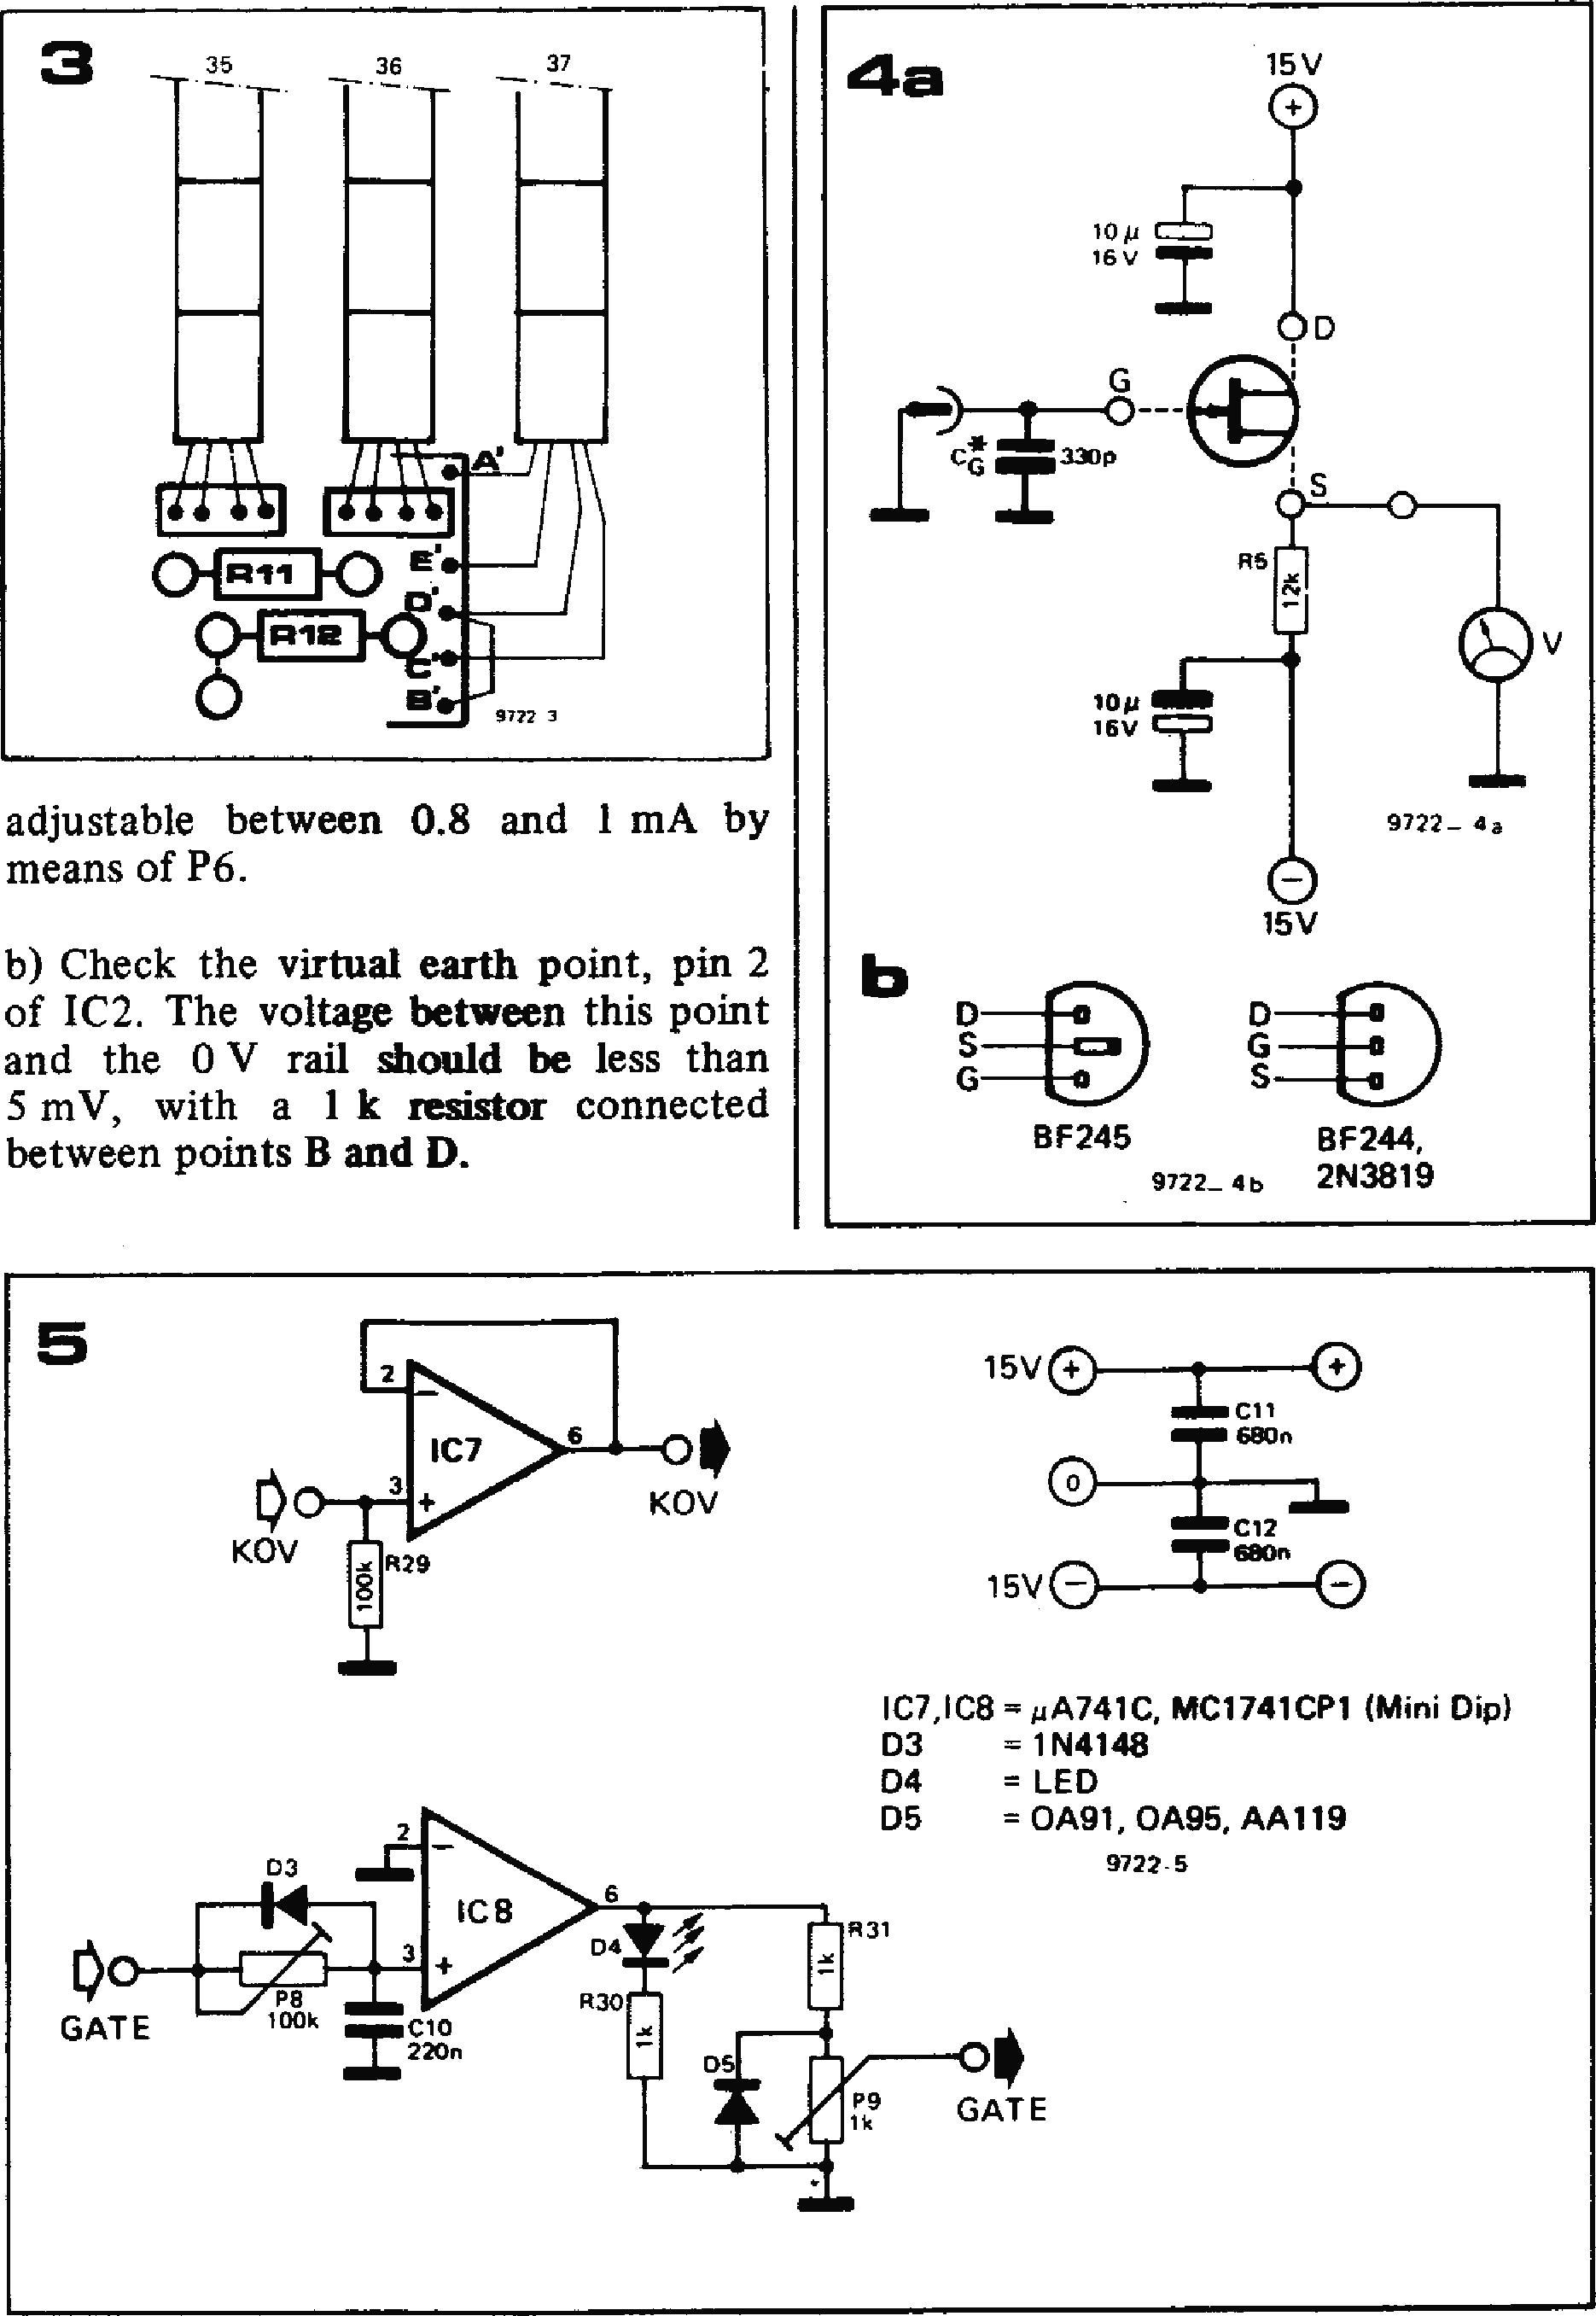 3
35 36 37
A'
E'
R11
D'
R12
C'
B'
9722 3
adjustable between 0.8 and 1 mA by
means of P6.
b) Check the virtual earth point, pin 2
of IC2. The voltage between this point
and the 0 V rail should be less than
5 mV, with a 1 k resistor connected
between points B and D.
4a
15 V
+
10 µ
16 V
D
G
CG* 330p
S
R5
12k
V
10 µ
16V
9722 – 4a
−
15V
b
D
S
G
BF245
D
G
S
BF244,
2N3819
9722 – 4b
5
2
−
IC7
6
3
+
KOV
KOV
R29
100k
15V + +
C11
680n
0
C12
680n
15V − −
IC7,IC8 = µA741C, MC1741CP1 (Mini Dip)
D3 = 1N4148
D4 = LED
D5 = OA91, OA95, AA119
9722-5
2
−
D3
IC8
6
3
+
D4
R31
1k
P8
100k
GATE
C10
220n
R30
1k
D5
P9
1k
GATE